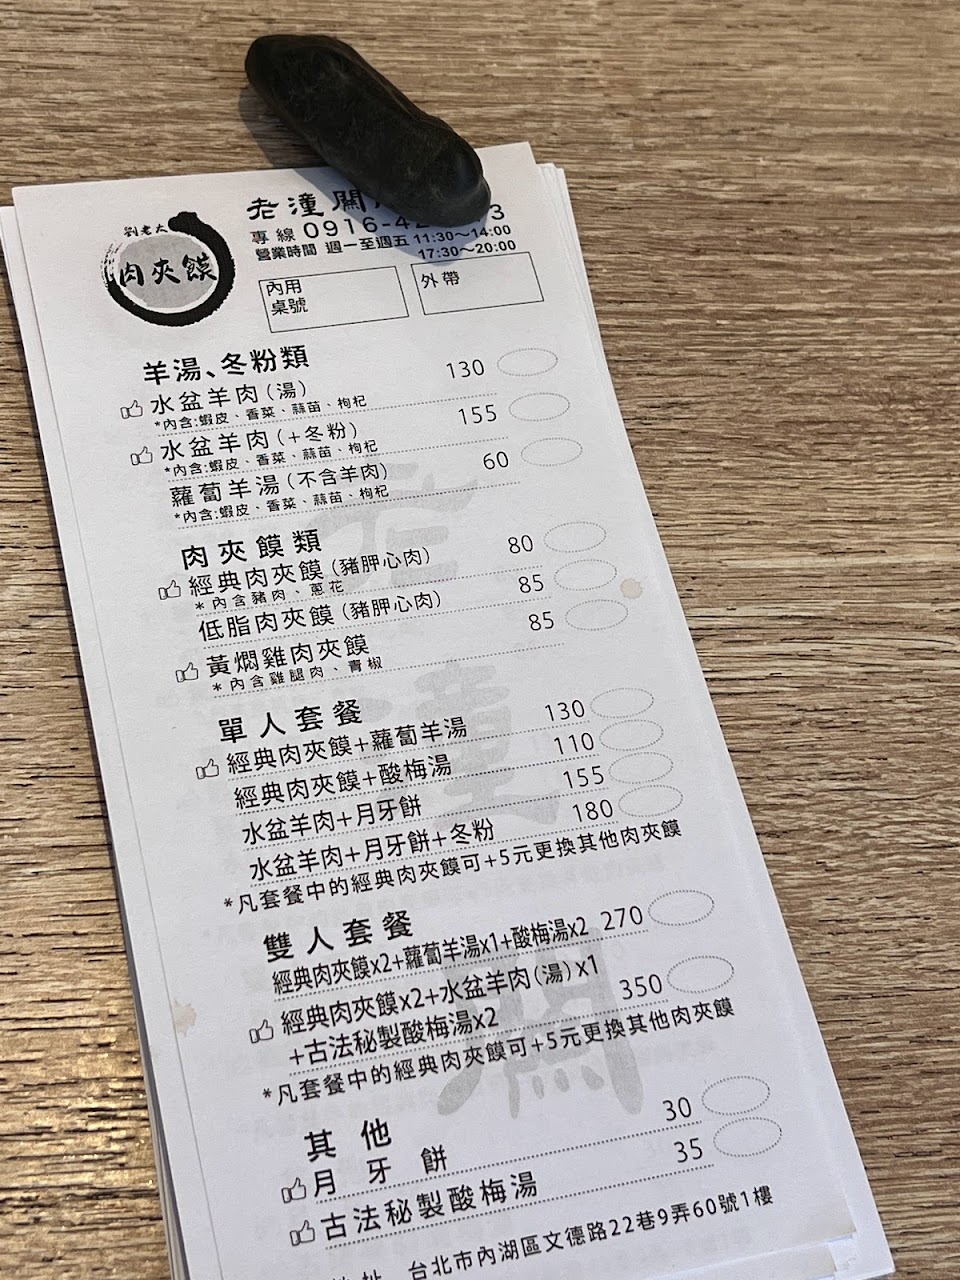 老潼關
劉老大
肉夾饃
專線 0916-42 3
營業時間 週一至週五 11:30~14:00
17:30~20:00
內用
桌號
外帶
羊湯、冬粉類
水盆羊肉(湯) 130
*內含:蝦皮、香菜、蒜苗、枸杞
水盆羊肉(+冬粉) 155
*內含:蝦皮、香菜、蒜苗、枸杞
蘿蔔羊湯(不含羊肉) 60
*內含:蝦皮、香菜、蒜苗、枸杞
肉夾饃類
經典肉夾饃(豬胛心肉) 80
*內含豬肉、蔥花
低脂肉夾饃(豬胛心肉) 85
黃燜雞肉夾饃 85
*內含雞腿肉、青椒
單人套餐
經典肉夾饃+蘿蔔羊湯 130
經典肉夾饃+酸梅湯 110
水盆羊肉+月牙餅 155
水盆羊肉+月牙餅+冬粉 180
*凡套餐中的經典肉夾饃可+5元更換其他肉夾饃
雙人套餐
經典肉夾饃x2+蘿蔔羊湯x1+酸梅湯x2 270
經典肉夾饃x2+水盆羊肉(湯)x1
+古法秘製酸梅湯x2 350
*凡套餐中的經典肉夾饃可+5元更換其他肉夾饃
其他
月牙餅 30
古法秘製酸梅湯 35
地址 台北市內湖區文德路22巷9弄60號1樓
老潼關